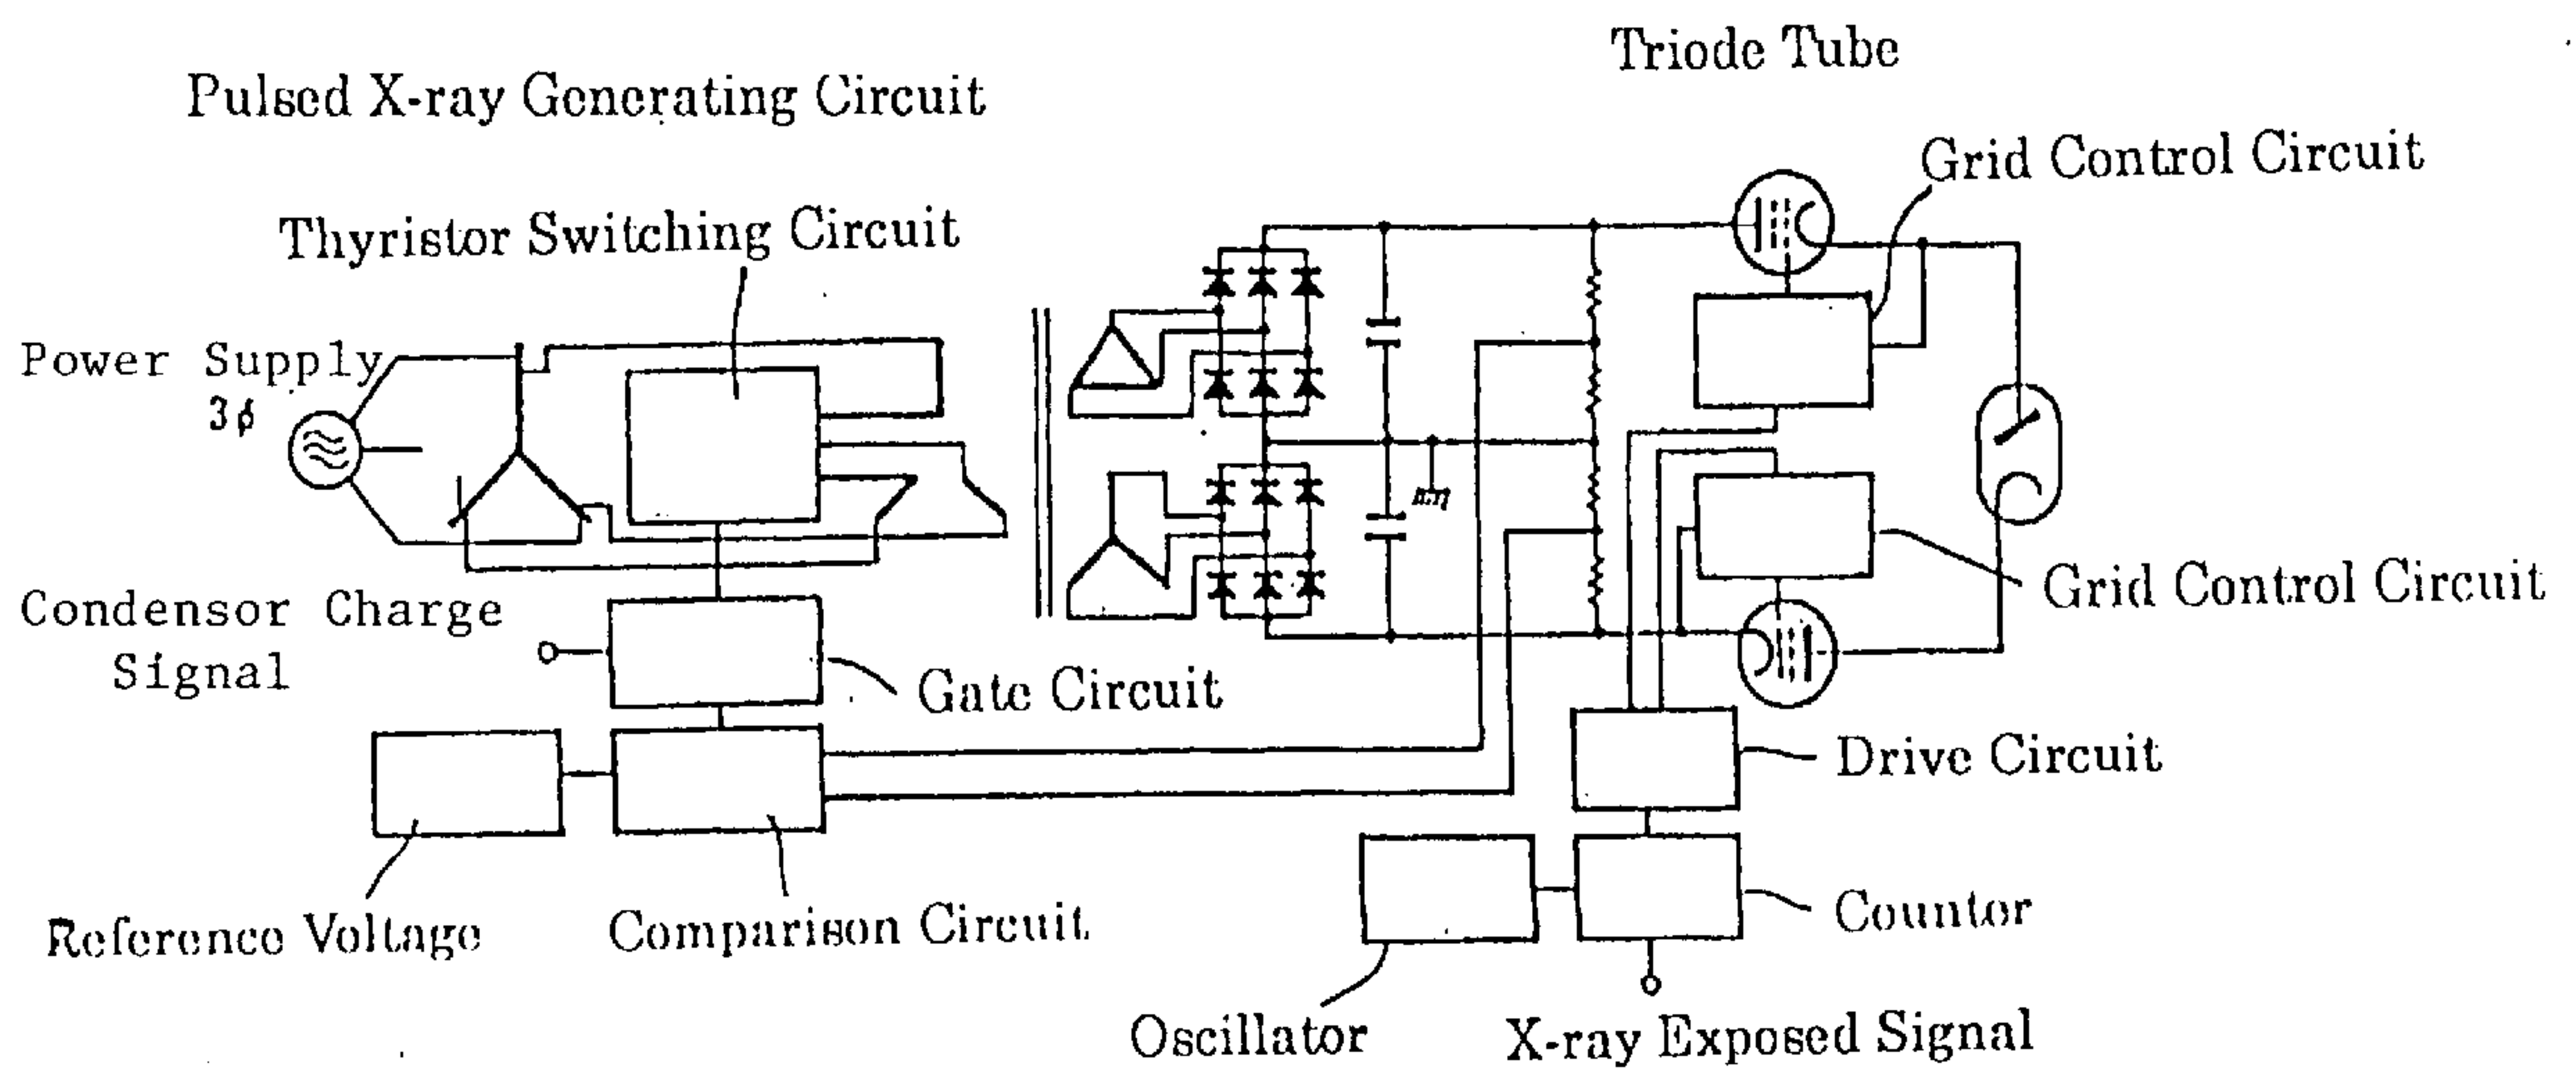 Triode Tube
Pulsed X-ray Generating Circuit
Grid Control Circuit
Thyristor Switching Circuit
Power Supply
3φ
Grid Control Circuit
Condensor Charge
Signal
Gate Circuit
Drive Circuit
Reference Voltage
Comparison Circuit
Counter
Oscillator
X-ray Exposed Signal